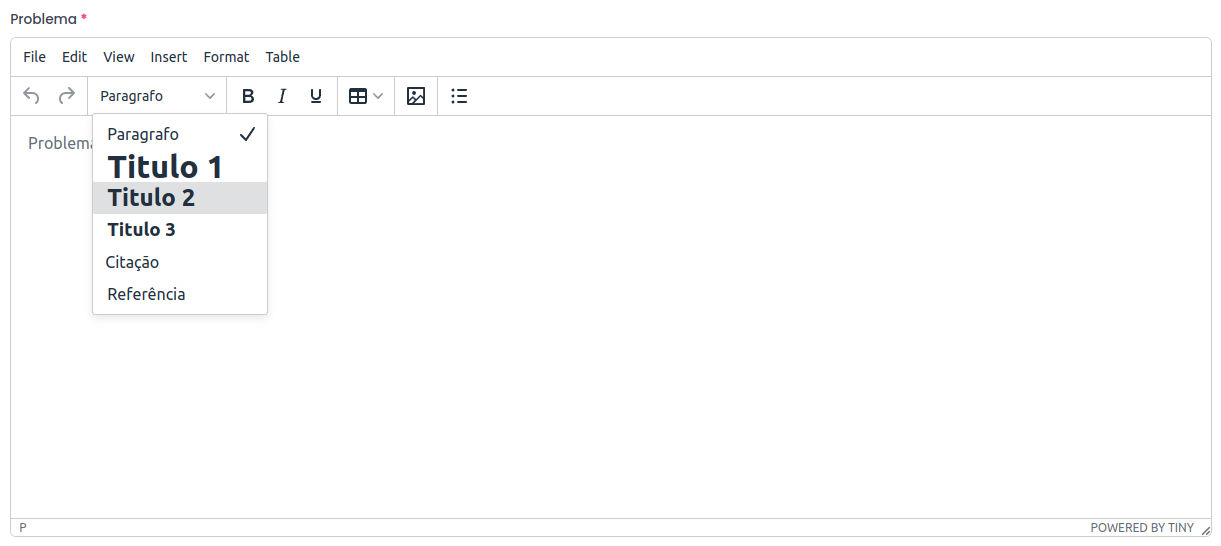 Problema *
File Edit View Insert Format Table
Paragrafo B I U
Problema
Paragrafo
Titulo 1
Titulo 2
Titulo 3
Citação
Referência
P POWERED BY TINY